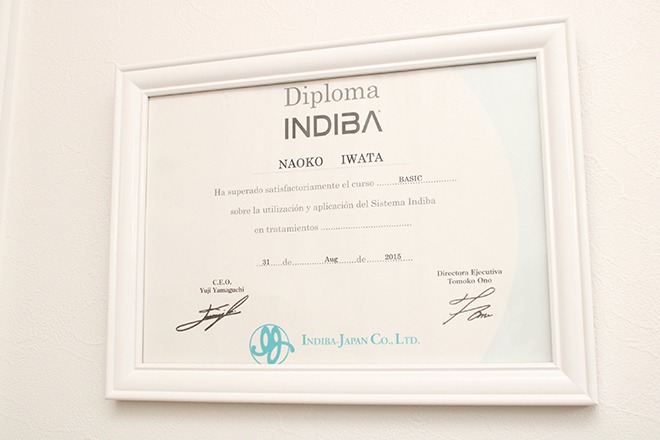 Diploma
INDIBA
NAOKO IWATA
Ha superado satisfactoriamente el curso ......BASIC............
sobre la utilización y aplicación del Sistema Indiba
en tratamientos ..................................
31 ....de............ Aug ......de......2015....
C.E.O.
Yuji Yamaguchi
Directora Ejecutiva
Tomoko Ono
INDIBA-JAPAN CO., LTD.